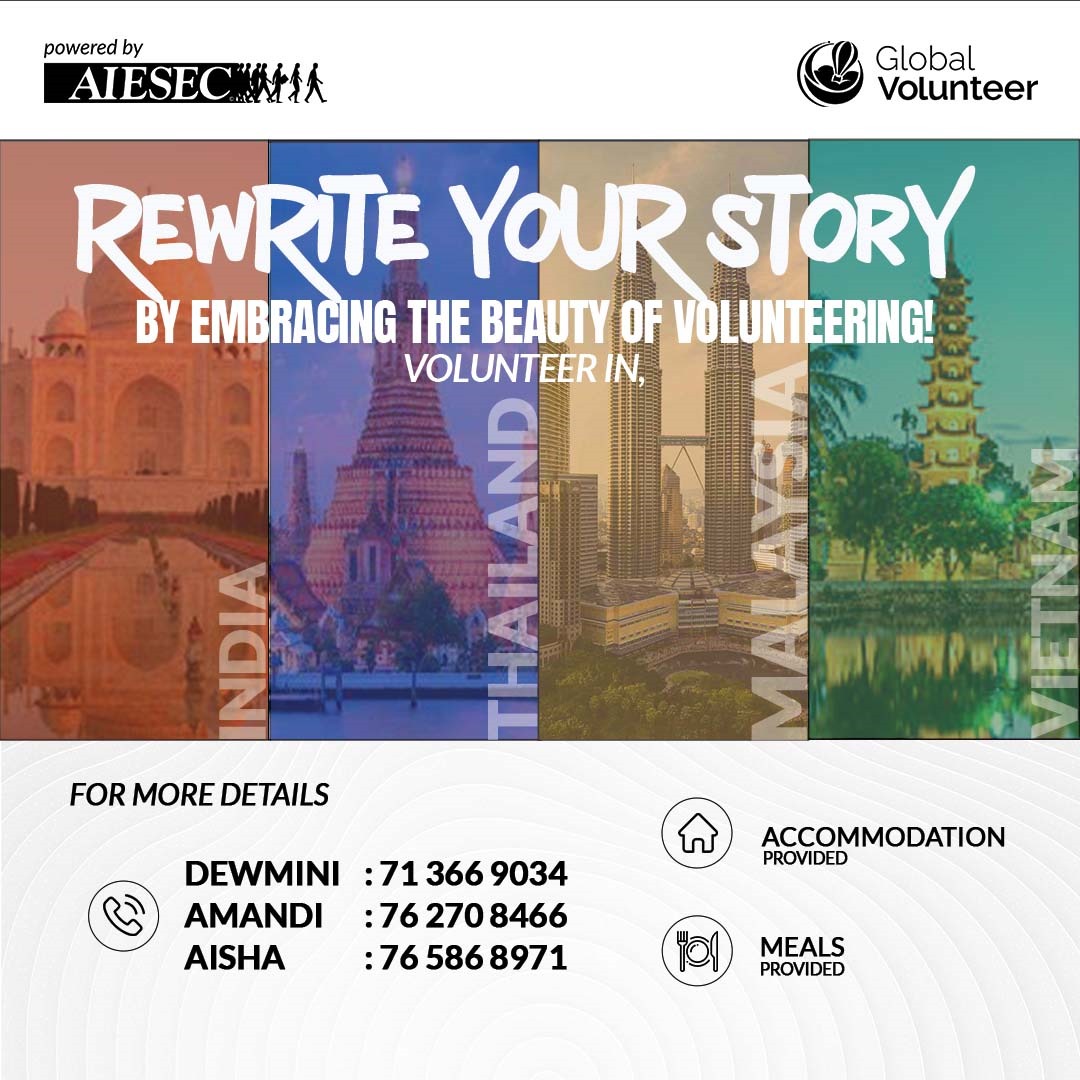 powered by
AIESEC
Global
Volunteer
REWRITE YOUR STORY
BY EMBRACING THE BEAUTY OF VOLUNTEERING!
VOLUNTEER IN,
INDIA
THAILAND
MALAYSIA
VIETNAM
FOR MORE DETAILS
DEWMINI : 71 366 9034
AMANDI : 76 270 8466
AISHA : 76 586 8971
ACCOMMODATION
PROVIDED
MEALS
PROVIDED